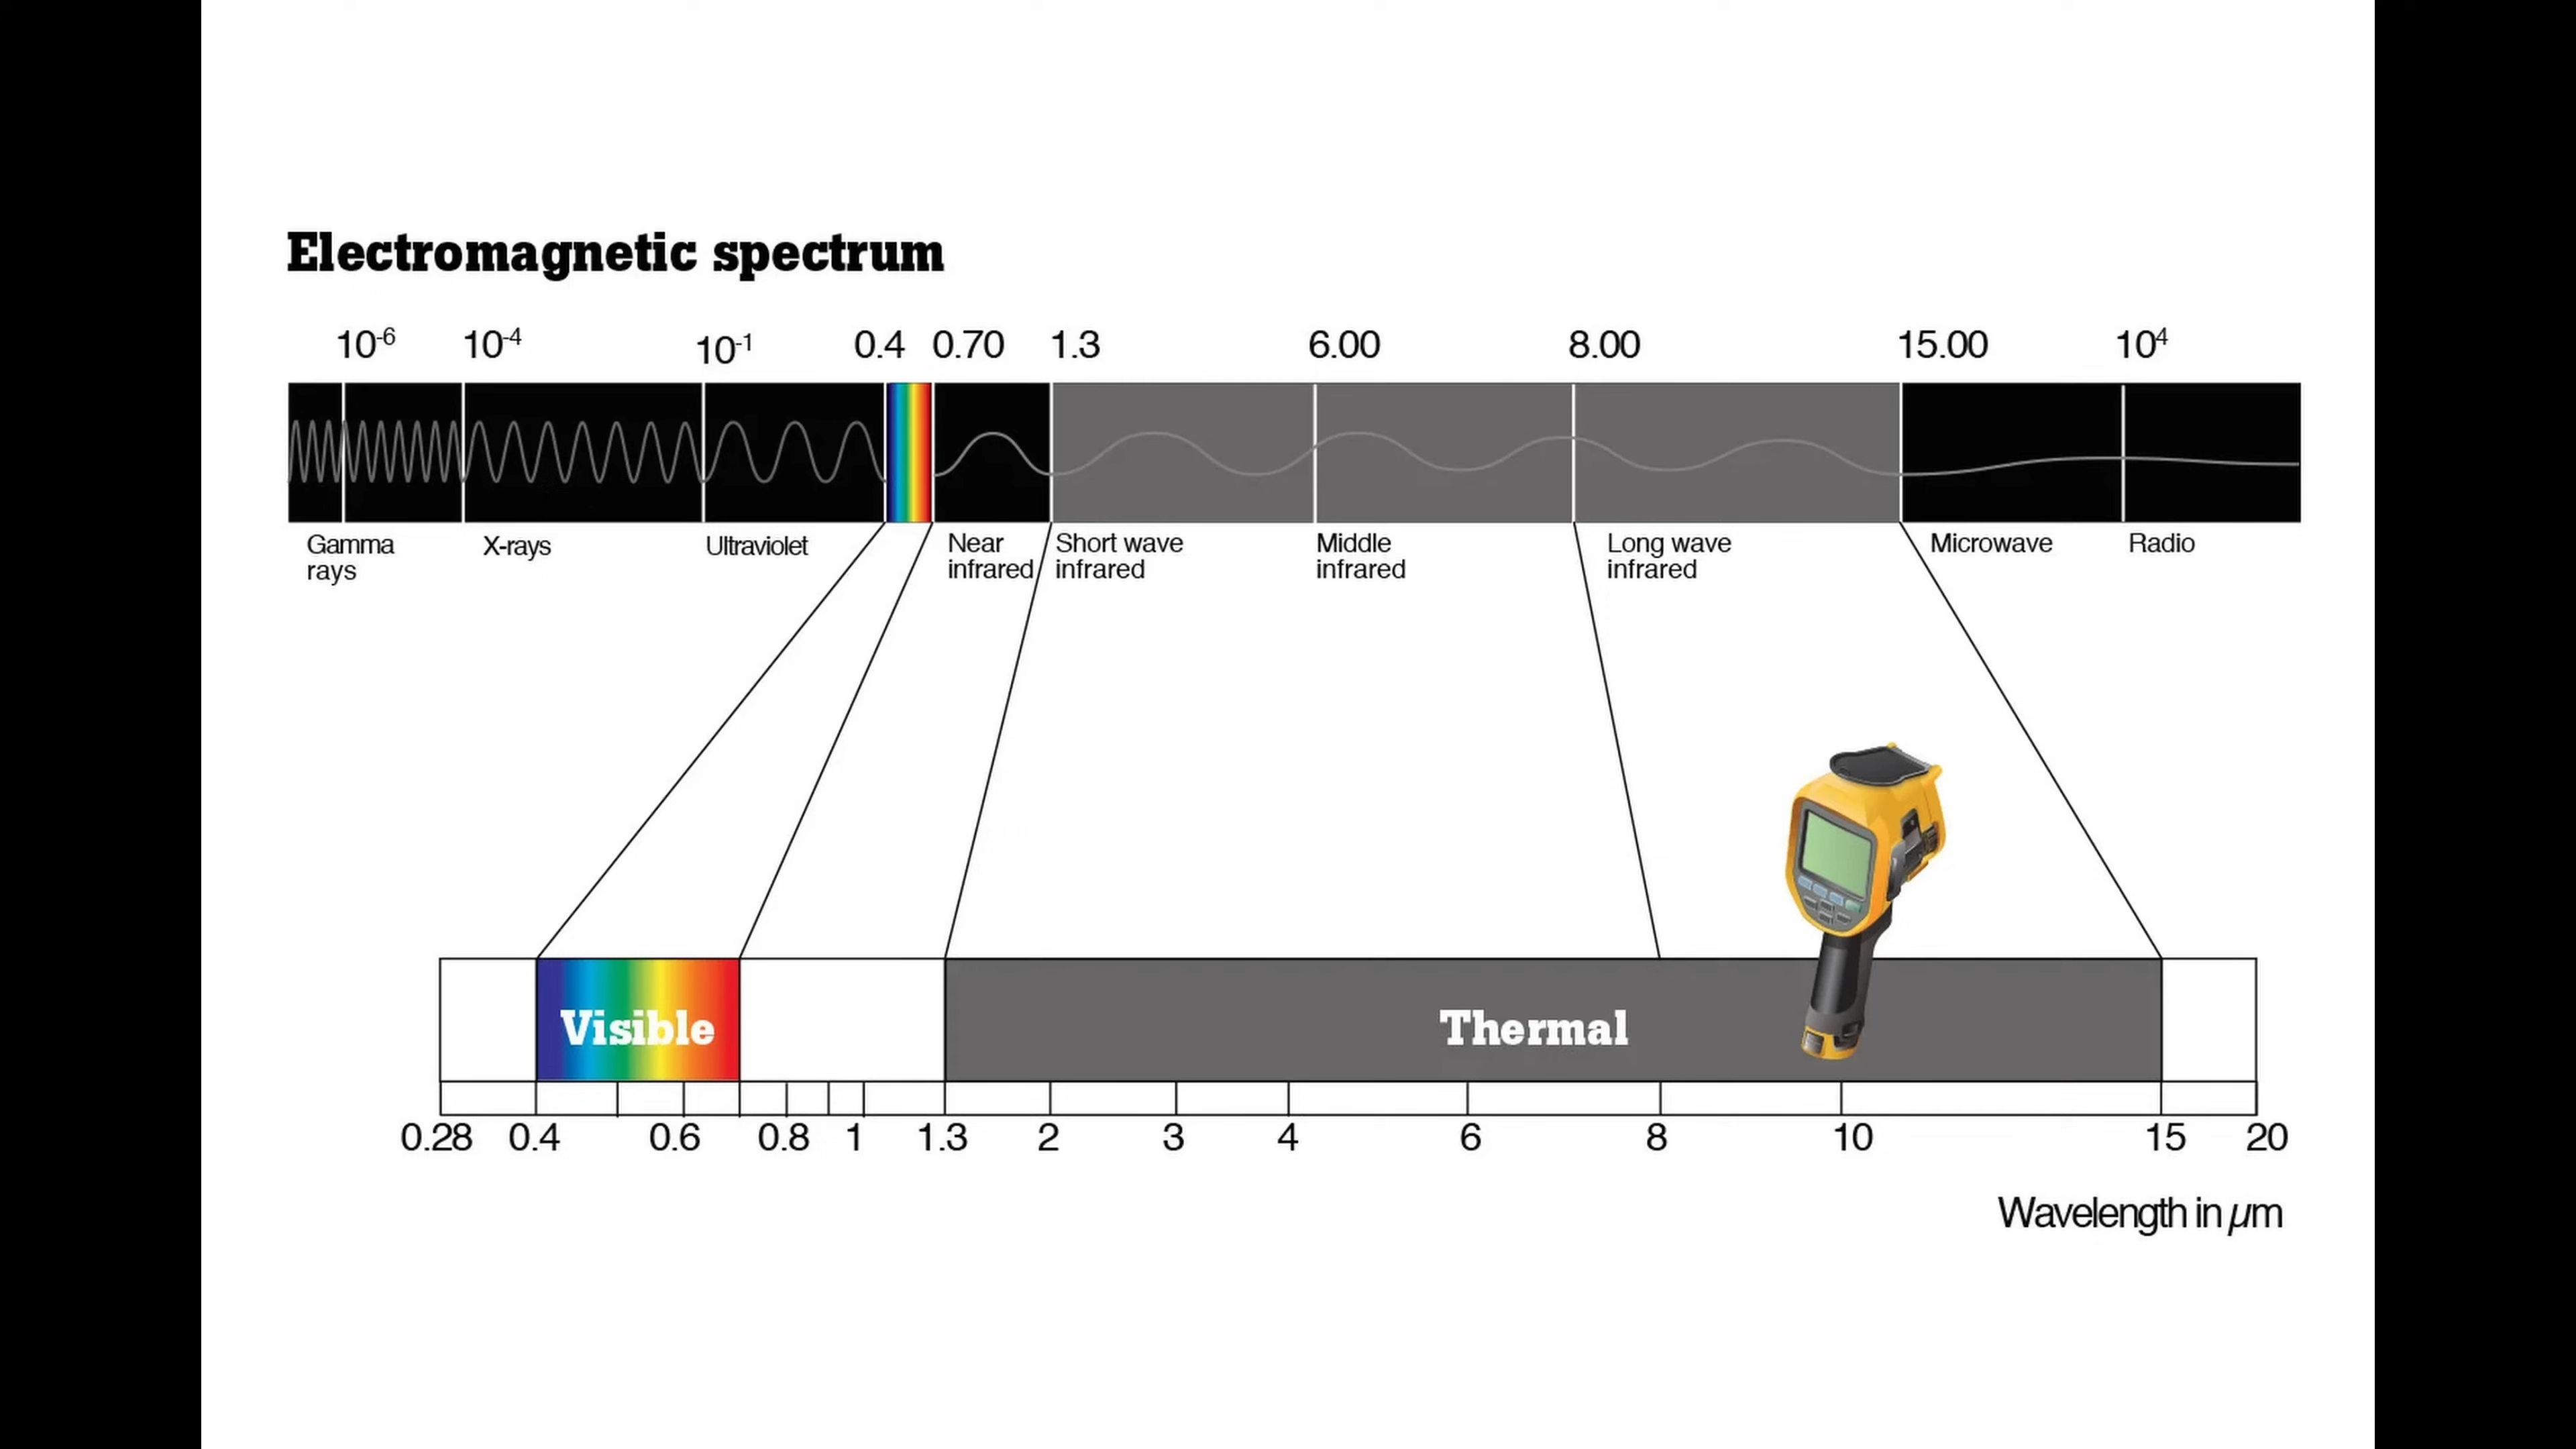 Electromagnetic spectrum
10⁻⁶ 10⁻⁴ 10⁻¹ 0.4 0.70 1.3 6.00 8.00 15.00 10⁴
Gamma
rays
X-rays
Ultraviolet
Near
infrared
Short wave
infrared
Middle
infrared
Long wave
infrared
Microwave
Radio
Visible
Thermal
0.28 0.4 0.6 0.8 1 1.3 2 3 4 6 8 10 15 20
Wavelength in µm